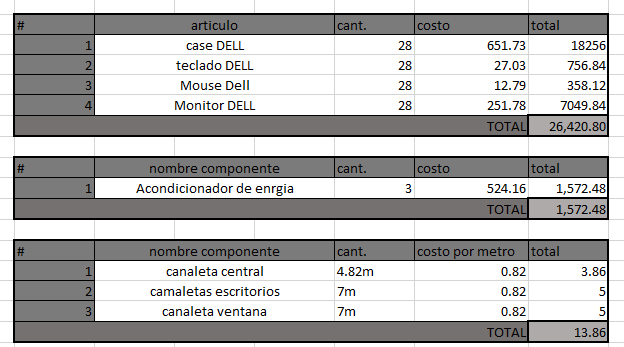 # articulo cant. costo total
1 case DELL 28 651.73 18256
2 teclado DELL 28 27.03 756.84
3 Mouse Dell 28 12.79 358.12
4 Monitor DELL 28 251.78 7049.84
TOTAL 26,420.80
# nombre componente cant. costo total
1 Acondicionador de enrgia 3 524.16 1,572.48
TOTAL 1,572.48
# nombre componente cant. costo por metro total
1 canaleta central 4.82m 0.82 3.86
2 camaletas escritorios 7m 0.82 5
3 canaleta ventana 7m 0.82 5
TOTAL 13.86